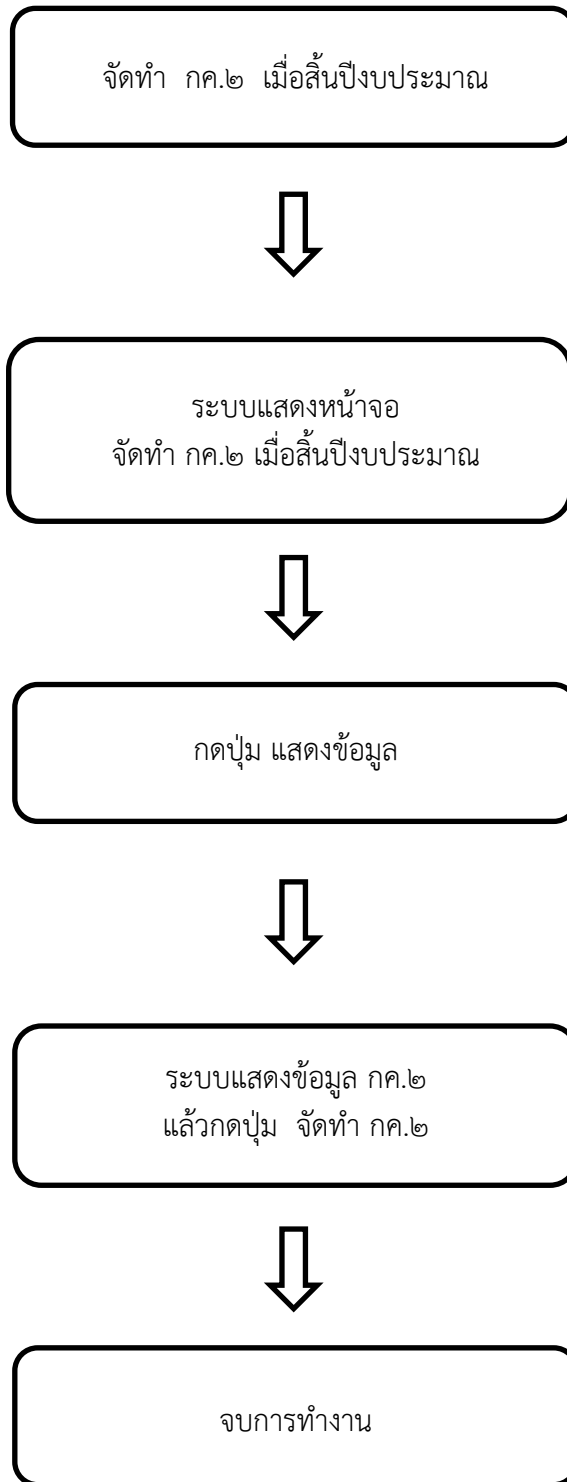 จัดทำ กค.๒ เมื่อสิ้นปีงบประมาณ
ระบบแสดงหน้าจอ
จัดทำ กค.๒ เมื่อสิ้นปีงบประมาณ
กดปุ่ม แสดงข้อมูล
ระบบแสดงข้อมูล กค.๒
แล้วกดปุ่ม จัดทำ กค.๒
จบการทำงาน